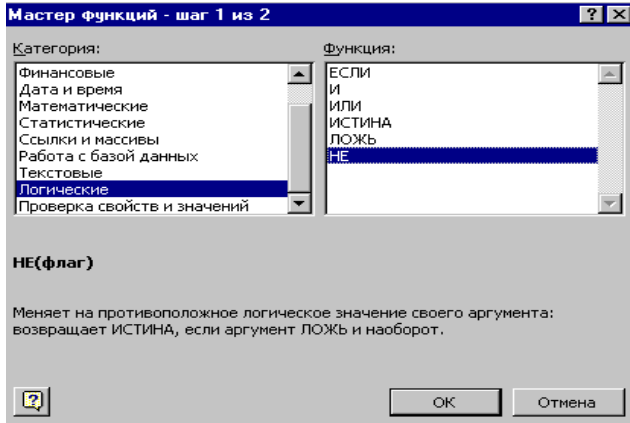 Мастер функций - шаг 1 из 2
Категория:
Функция:
Финансовые
Дата и время
Математические
Статистические
Ссылки и массивы
Работа с базой данных
Текстовые
Логические
Проверка свойств и значений
ЕСЛИ
И
ИЛИ
ИСТИНА
ЛОЖЬ
НЕ
НЕ(флаг)
Меняет на противоположное логическое значение своего аргумента:
возвращает ИСТИНА, если аргумент ЛОЖЬ и наоборот.
OK
Отмена